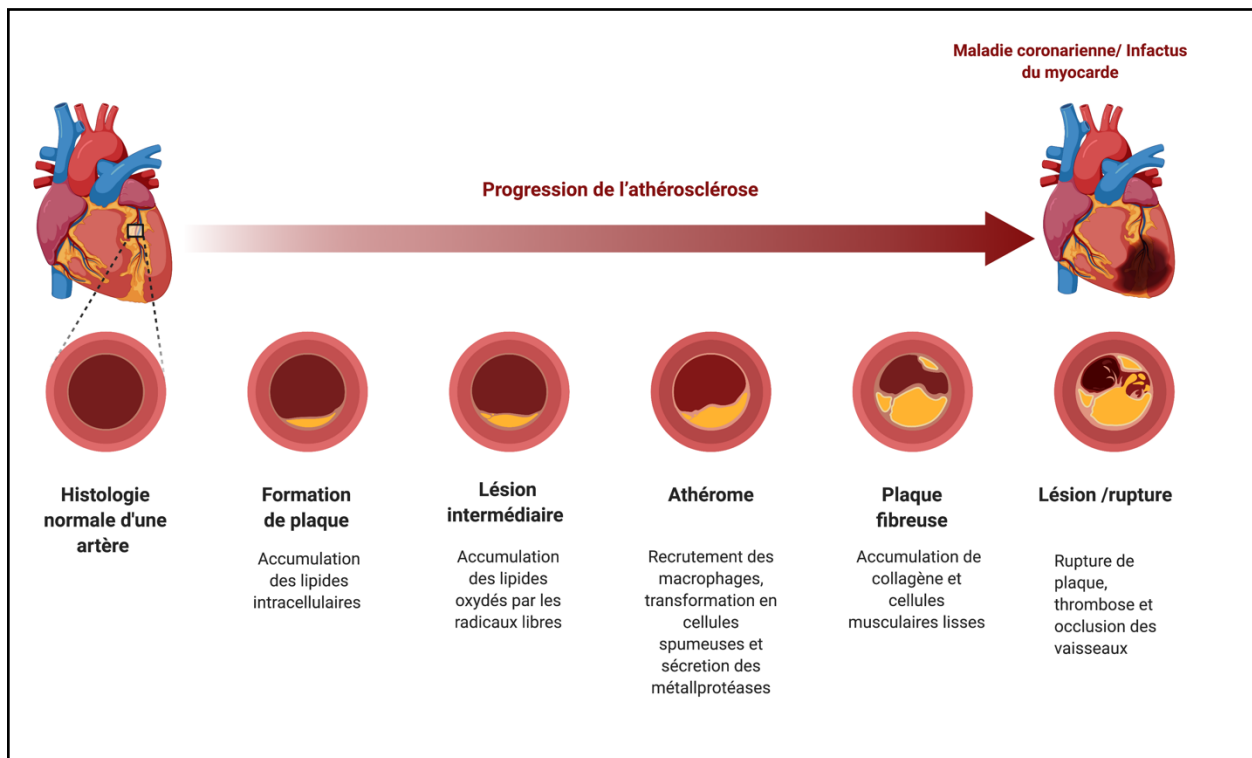 Maladie coronarienne/ Infactus
du myocarde
Progression de l'athérosclérose
Histologie
normale d'une
artère
Formation
de plaque
Accumulation
des lipides
intracellulaires
Lésion
intermédiaire
Accumulation
des lipides
oxydés par les
radicaux libres
Athérome
Recrutement des
macrophages,
transformation en
cellules
spumeuses et
sécretion des
métallprotéases
Plaque
fibreuse
Accumulation de
collagène et
cellules
musculaires lisses
Lésion /rupture
Rupture de
plaque,
thrombose et
occlusion des
vaisseaux